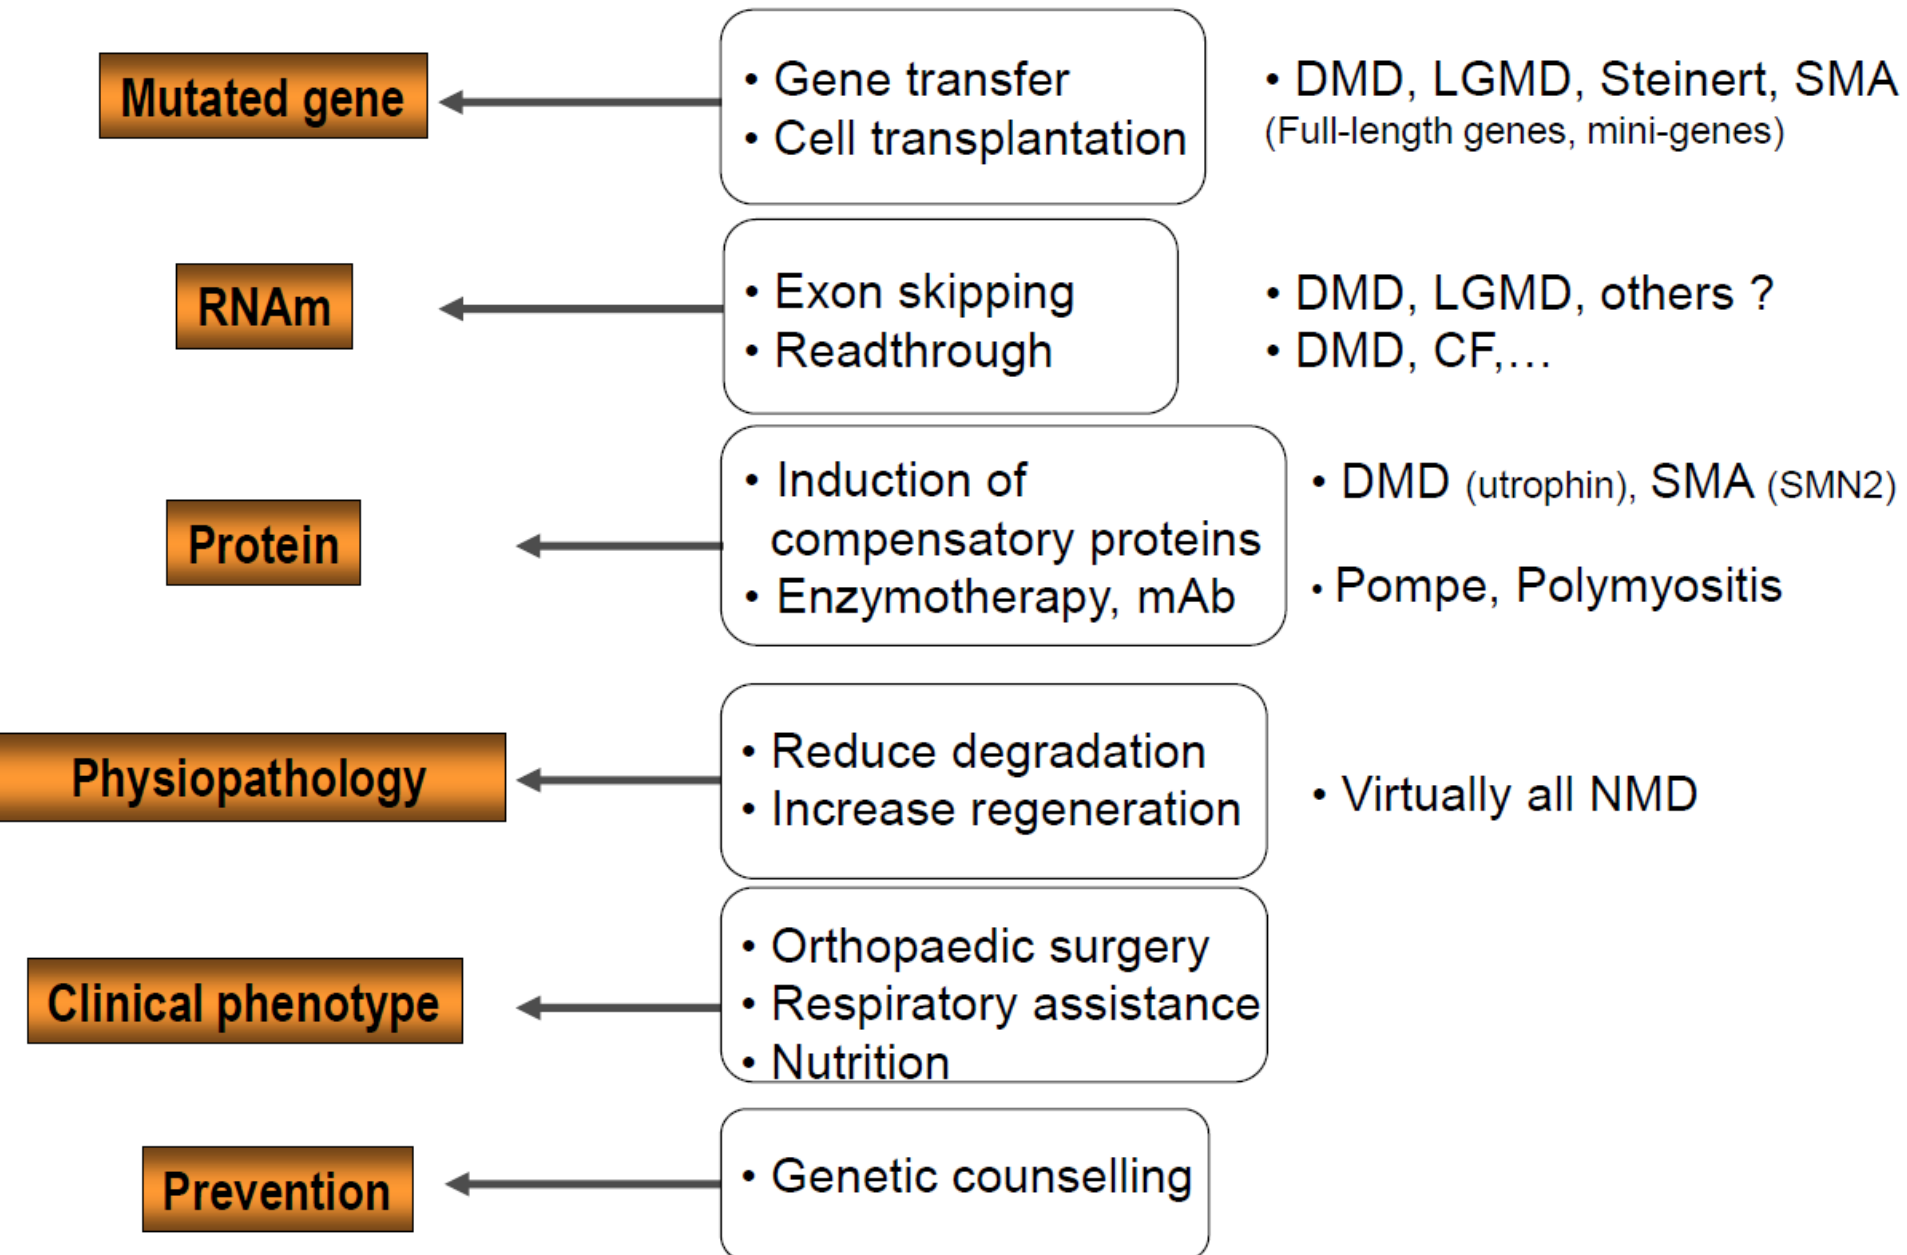 Mutated gene
• Gene transfer
• Cell transplantation
• DMD, LGMD, Steinert, SMA
(Full-length genes, mini-genes)
RNAm
• Exon skipping
• Readthrough
• DMD, LGMD, others ?
• DMD, CF,...
Protein
• Induction of
compensatory proteins
• Enzymotherapy, mAb
• DMD (utrophin), SMA (SMN2)
• Pompe, Polymyositis
Physiopathology
• Reduce degradation
• Increase regeneration
• Virtually all NMD
Clinical phenotype
• Orthopaedic surgery
• Respiratory assistance
• Nutrition
Prevention
• Genetic counselling